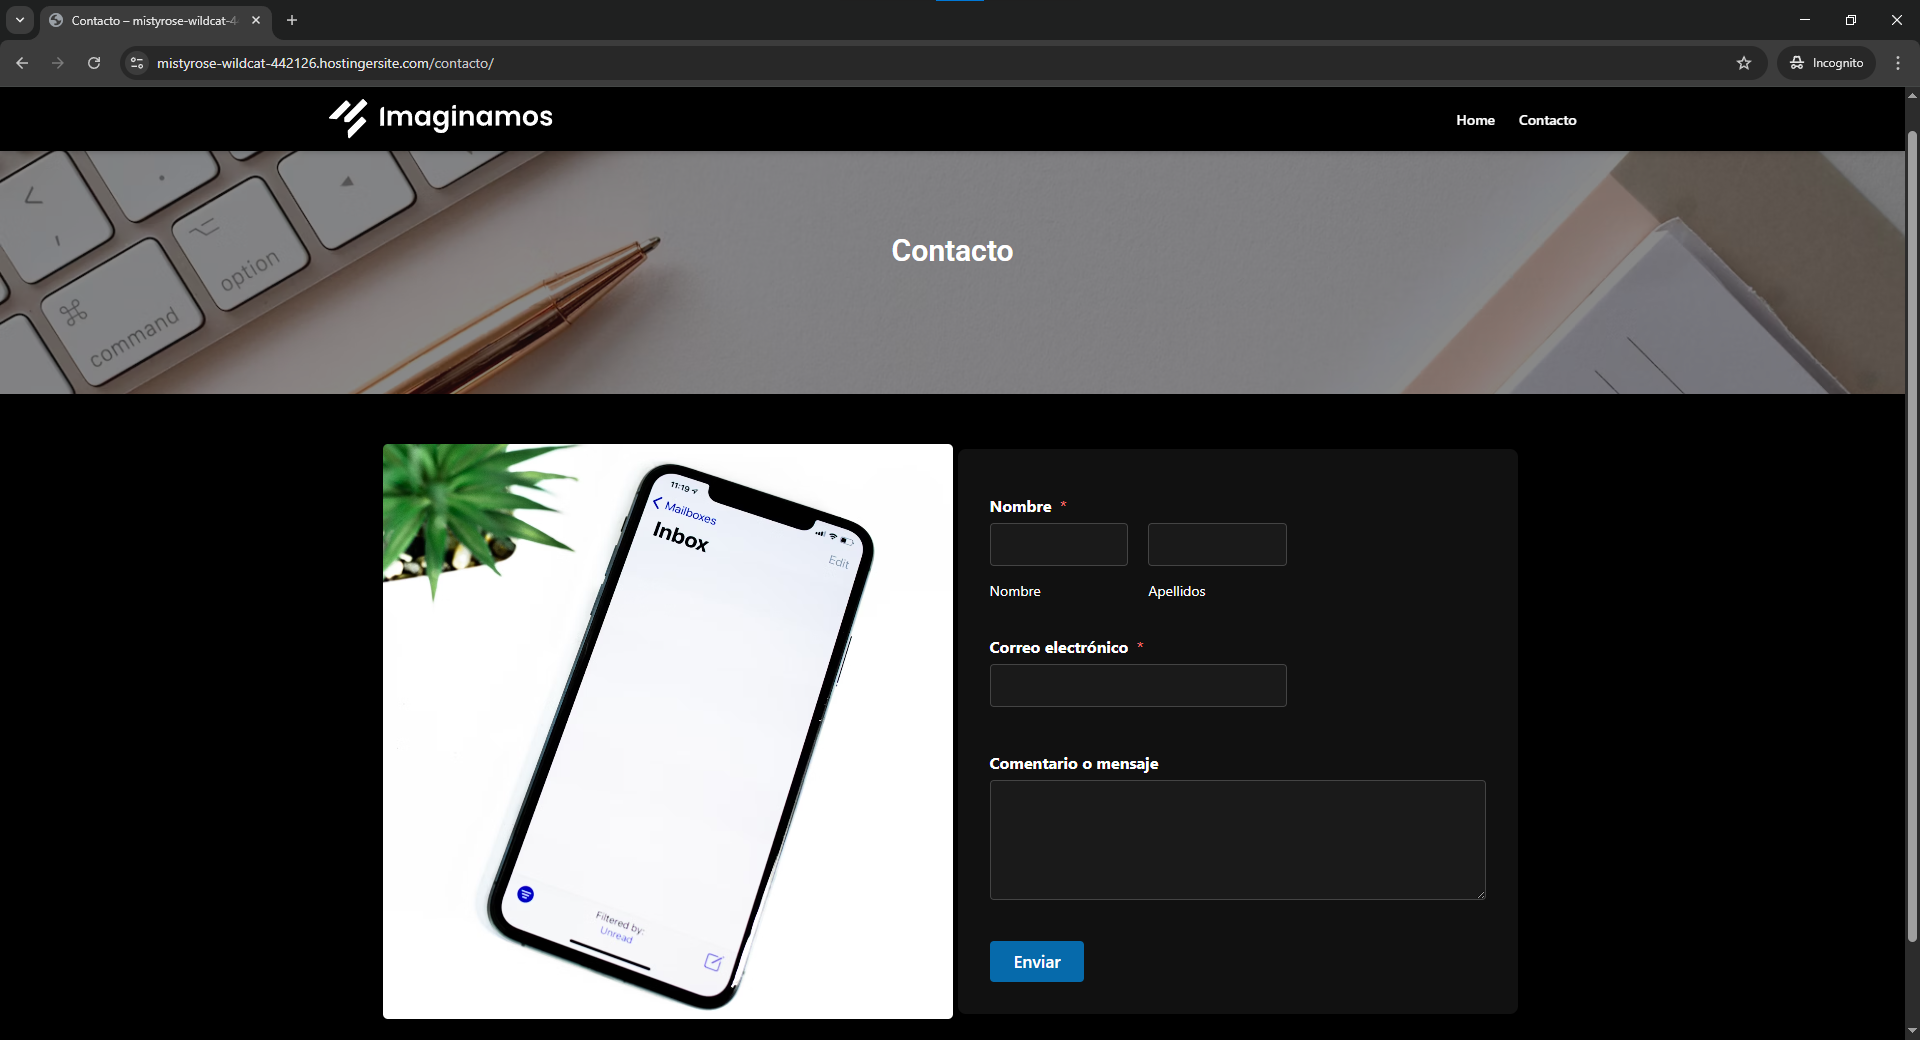 Contacto – mistyrose-wildcat-4
mistyrose-wildcat-442126.hostingersite.com/contacto/
Incognito
Imaginamos
Home
Contacto
option
command
Contacto
11:19
Mailboxes
Inbox
Edit
Filtered by:
Unread
Nombre *
Nombre
Apellidos
Correo electrónico *
Comentario o mensaje
Enviar